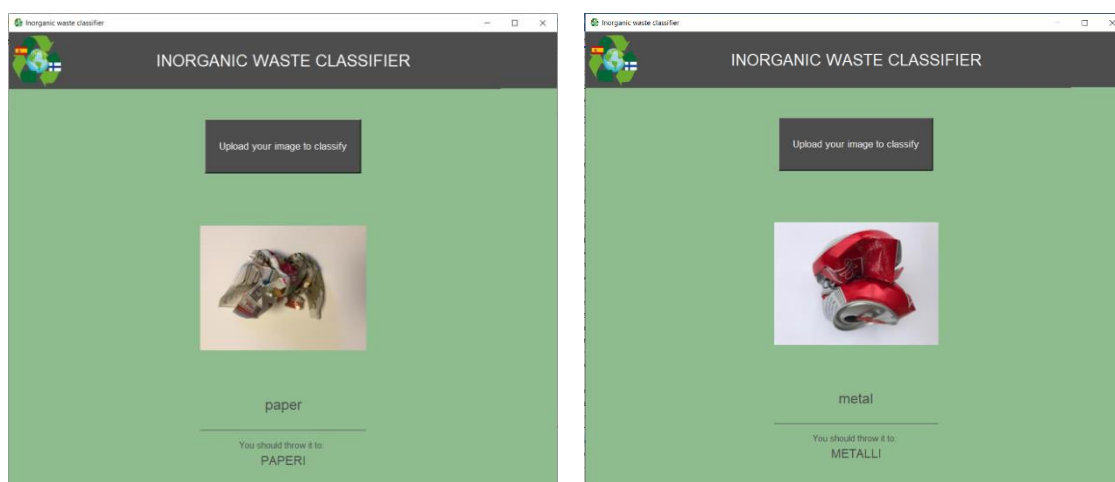 Inorganic waste classifier
INORGANIC WASTE CLASSIFIER
Upload your image to classify
paper
You should throw it to:
PAPERI
Inorganic waste classifier
INORGANIC WASTE CLASSIFIER
Upload your image to classify
metal
You should throw it to:
METALLI